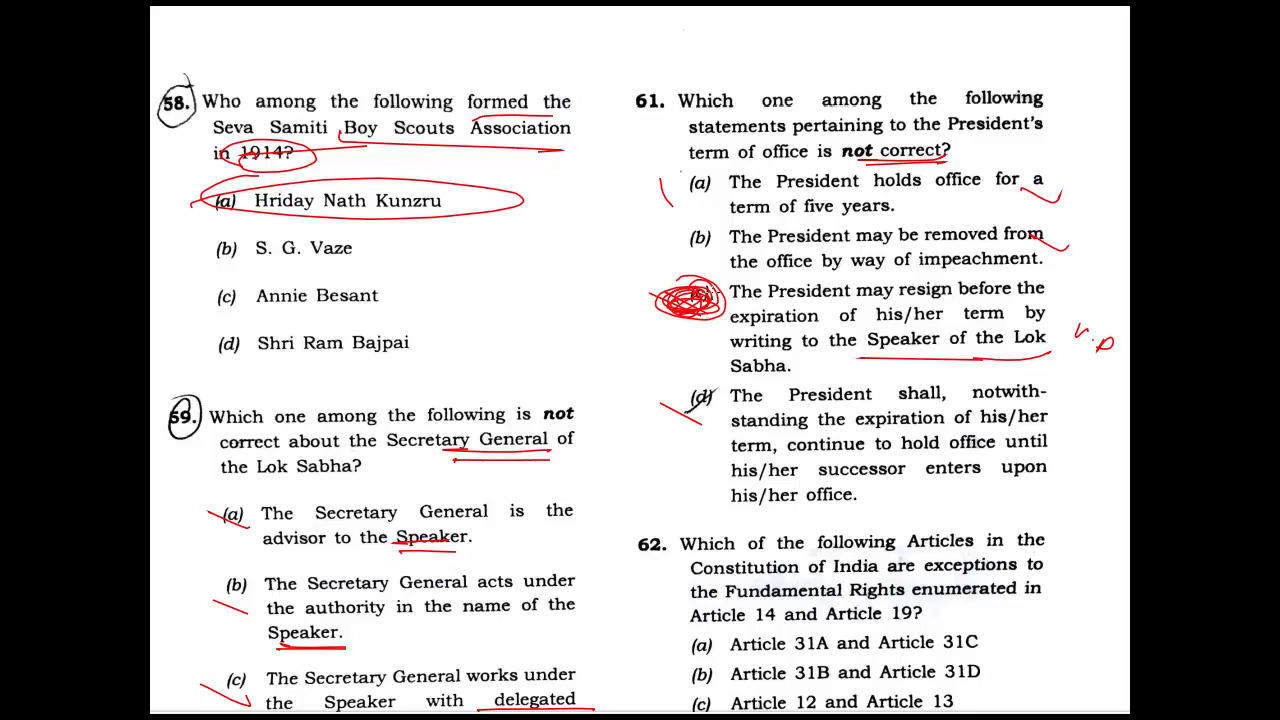 58. Who among the following formed the
Seva Samiti Boy Scouts Association
in 1914?
(a) Hriday Nath Kunzru
(b) S. G. Vaze
(c) Annie Besant
(d) Shri Ram Bajpai
59. Which one among the following is not
correct about the Secretary General of
the Lok Sabha?
(a) The Secretary General is the
advisor to the Speaker.
(b) The Secretary General acts under
the authority in the name of the
Speaker.
(c) The Secretary General works under
the Speaker with delegated
61. Which one among the following
statements pertaining to the President's
term of office is not correct?
(a) The President holds office for a
term of five years.
(b) The President may be removed from
the office by way of impeachment.
(c) The President may resign before the
expiration of his/her term by
writing to the Speaker of the Lok
Sabha.
V.P
(d) The President shall, notwith-
standing the expiration of his/her
term, continue to hold office until
his/her successor enters upon
his/her office.
62. Which of the following Articles in the
Constitution of India are exceptions to
the Fundamental Rights enumerated in
Article 14 and Article 19?
(a) Article 31A and Article 31C
(b) Article 31B and Article 31D
(c) Article 12 and Article 13